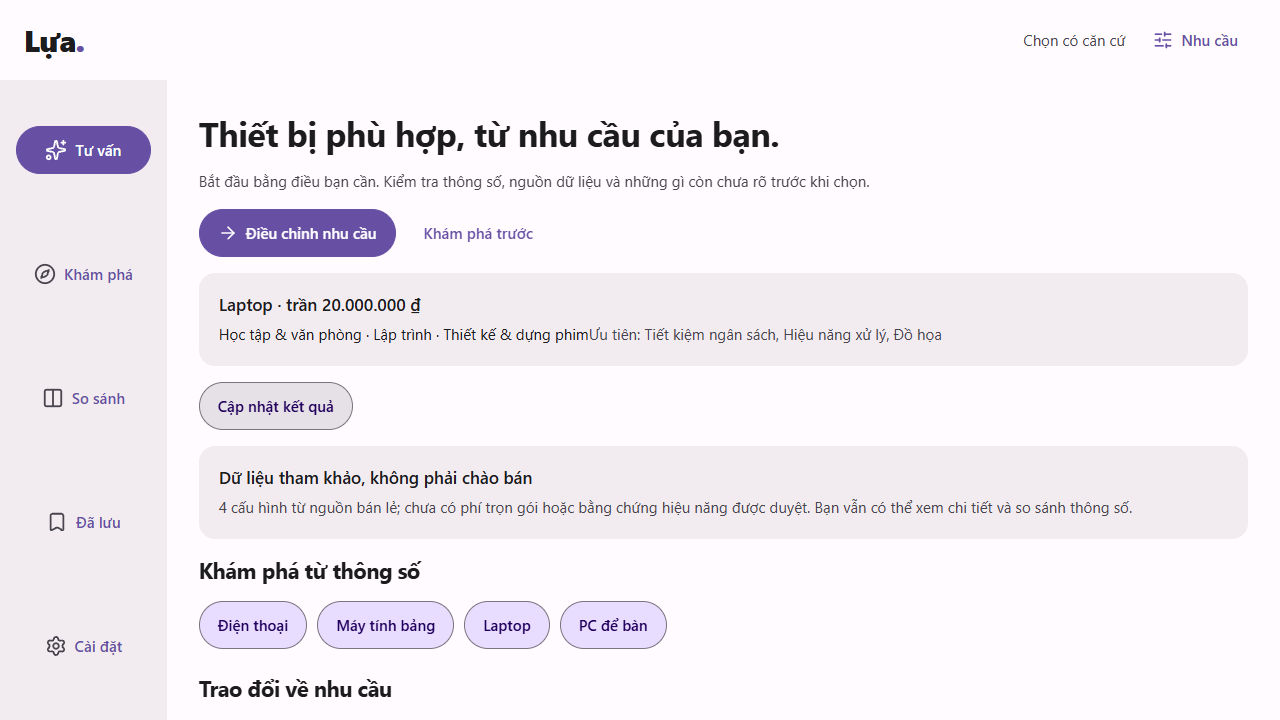 Lựa.
Chọn có căn cứ
Nhu cầu
Tư vấn
Khám phá
So sánh
Đã lưu
Cài đặt
Thiết bị phù hợp, từ nhu cầu của bạn.
Bắt đầu bằng điều bạn cần. Kiểm tra thông số, nguồn dữ liệu và những gì còn chưa rõ trước khi chọn.
Điều chỉnh nhu cầu
Khám phá trước
Laptop · trần 20.000.000 ₫
Học tập & văn phòng · Lập trình · Thiết kế & dựng phimƯu tiên: Tiết kiệm ngân sách, Hiệu năng xử lý, Đồ họa
Cập nhật kết quả
Dữ liệu tham khảo, không phải chào bán
4 cấu hình từ nguồn bán lẻ; chưa có phí trọn gói hoặc bằng chứng hiệu năng được duyệt. Bạn vẫn có thể xem chi tiết và so sánh thông số.
Khám phá từ thông số
Điện thoại
Máy tính bảng
Laptop
PC để bàn
Trao đổi về nhu cầu